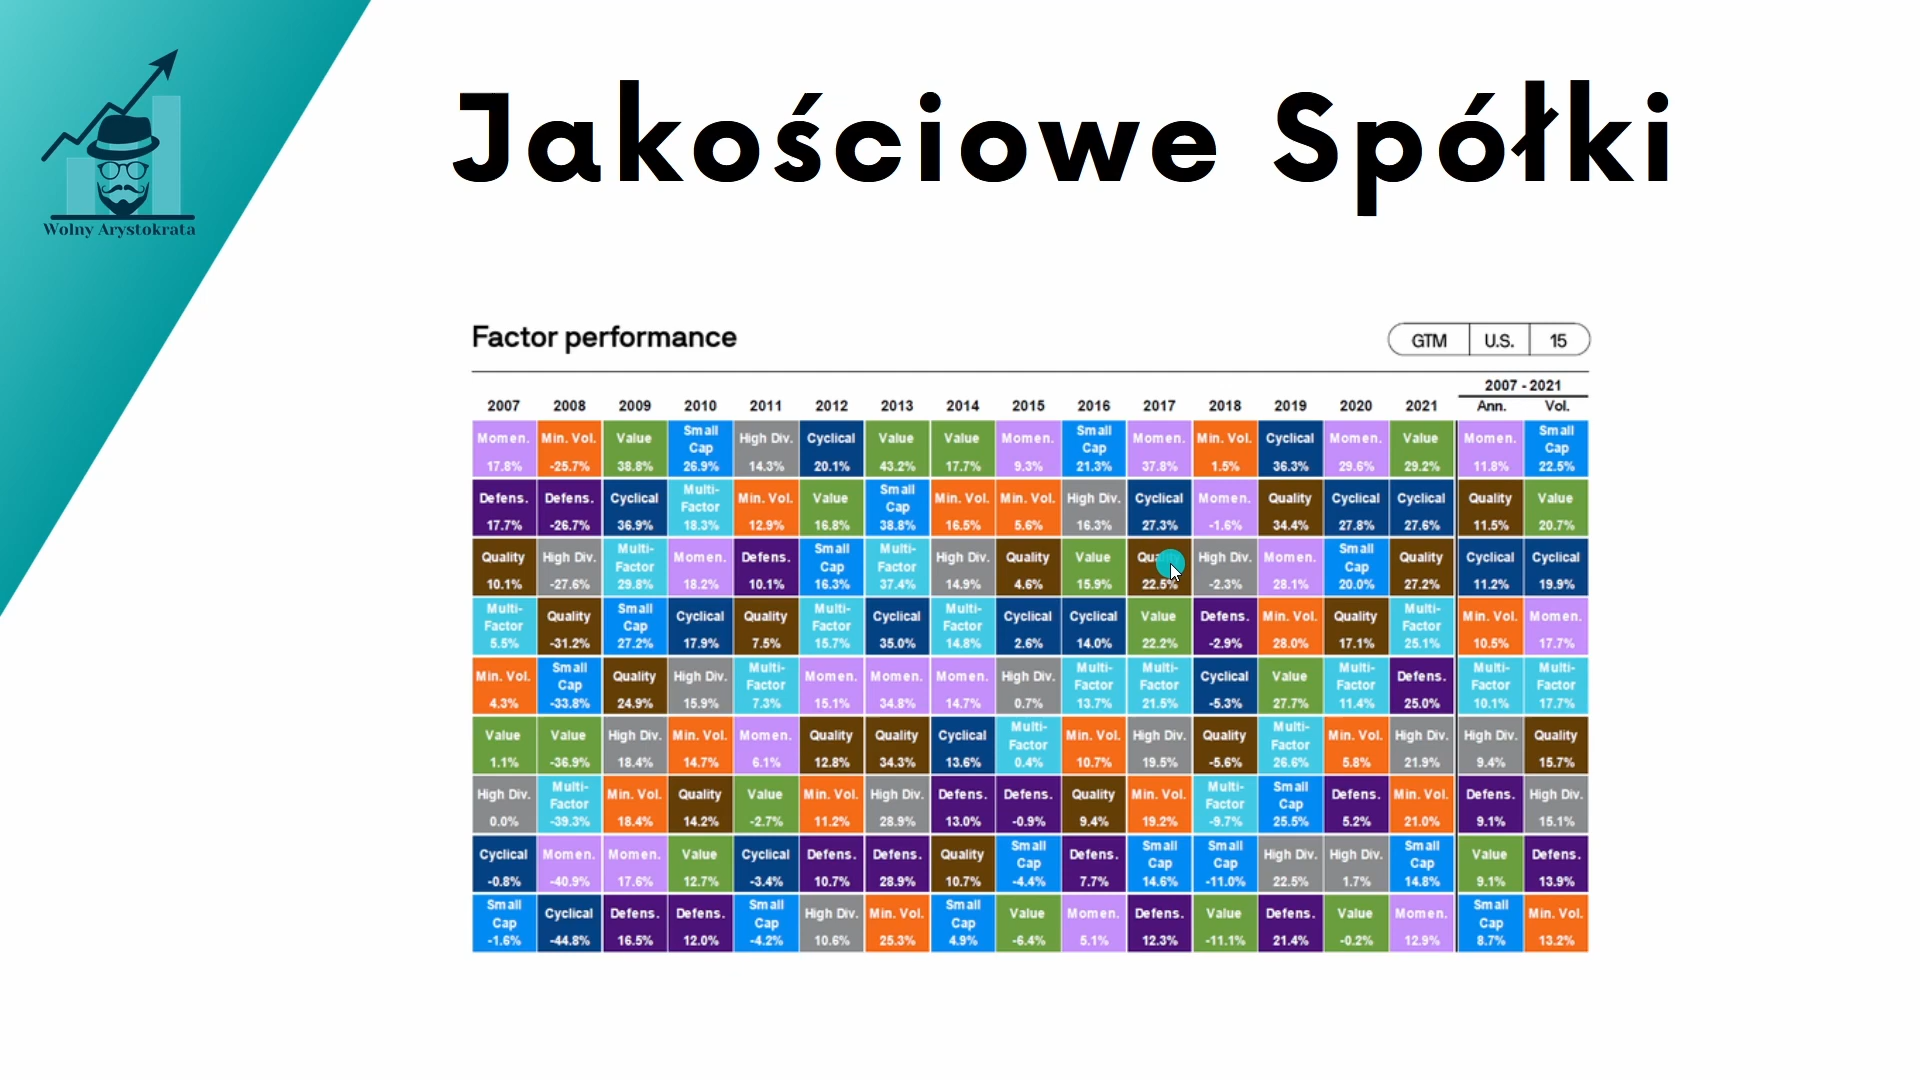 Wolny Arystokrata
Jakościowe Spółki
Factor performance
GTM U.S. 15
2007 - 2021
2007 2008 2009 2010 2011 2012 2013 2014 2015 2016 2017 2018 2019 2020 2021 Ann. Vol.
Momen. Min. Vol. Value Small Cap High Div. Cyclical Value Value Momen. Small Cap Momen. Min. Vol. Cyclical Momen. Value Momen. Small Cap
17.8% -25.7% 38.8% 26.9% 14.3% 20.1% 43.2% 17.7% 9.3% 21.3% 37.8% 1.5% 36.3% 29.6% 29.2% 11.8% 22.5%
Defens. Defens. Cyclical Multi-Factor Min. Vol. Value Small Cap Min. Vol. Min. Vol. High Div. Cyclical Momen. Quality Cyclical Cyclical Quality Value
17.7% -26.7% 36.9% 18.3% 12.9% 16.8% 38.8% 16.5% 5.6% 16.3% 27.3% -1.6% 34.4% 27.8% 27.6% 11.5% 20.7%
Quality High Div. Multi-Factor Momen. Defens. Small Cap Multi-Factor High Div. Quality Value Quality High Div. Momen. Small Cap Quality Cyclical Cyclical
10.1% -27.6% 29.8% 18.2% 10.1% 16.3% 37.4% 14.9% 4.6% 15.9% 22.5% -2.3% 28.1% 20.0% 27.2% 11.2% 19.9%
Multi-Factor Quality Small Cap Cyclical Quality Multi-Factor Cyclical Multi-Factor Cyclical Cyclical Value Defens. Min. Vol. Quality Multi-Factor Min. Vol. Momen.
5.5% -31.2% 27.2% 17.9% 7.5% 15.7% 35.0% 14.8% 2.6% 14.0% 22.2% -2.9% 28.0% 17.1% 25.1% 10.5% 17.7%
Min. Vol. Small Cap Quality High Div. Multi-Factor Momen. Momen. Momen. High Div. Multi-Factor Multi-Factor Cyclical Value Multi-Factor Defens. Multi-Factor Multi-Factor
4.3% -33.8% 24.9% 15.9% 7.3% 15.1% 34.8% 14.7% 0.7% 13.7% 21.5% -5.3% 27.7% 11.4% 25.0% 10.1% 17.7%
Value Value High Div. Min. Vol. Momen. Quality Quality Cyclical Multi-Factor Min. Vol. High Div. Quality Multi-Factor Min. Vol. High Div. High Div. Quality
1.1% -36.9% 18.4% 14.7% 6.1% 12.8% 34.3% 13.6% 0.4% 10.7% 19.5% -5.6% 26.6% 5.8% 21.9% 9.4% 15.7%
High Div. Multi-Factor Min. Vol. Quality Value Min. Vol. High Div. Defens. Defens. Quality Min. Vol. Multi-Factor Small Cap Defens. Min. Vol. Defens. High Div.
0.0% -39.3% 18.4% 14.2% -2.7% 11.2% 28.9% 13.0% -0.9% 9.4% 19.2% -9.7% 25.5% 5.2% 21.0% 9.1% 15.1%
Cyclical Momen. Momen. Value Cyclical Defens. Defens. Quality Small Cap Defens. Small Cap Small Cap High Div. High Div. Small Cap Value Defens.
-0.8% -40.9% 17.6% 12.7% -3.4% 10.7% 28.9% 10.7% -4.4% 7.7% 14.6% -11.0% 22.5% 1.7% 14.8% 9.1% 13.9%
Small Cap Cyclical Defens. Defens. Small Cap High Div. Min. Vol. Small Cap Value Momen. Defens. Value Defens. Value Momen. Small Cap Min. Vol.
-1.6% -44.8% 16.5% 12.0% -4.2% 10.6% 25.3% 4.9% -6.4% 5.1% 12.3% -11.1% 21.4% -0.2% 12.9% 8.7% 13.2%